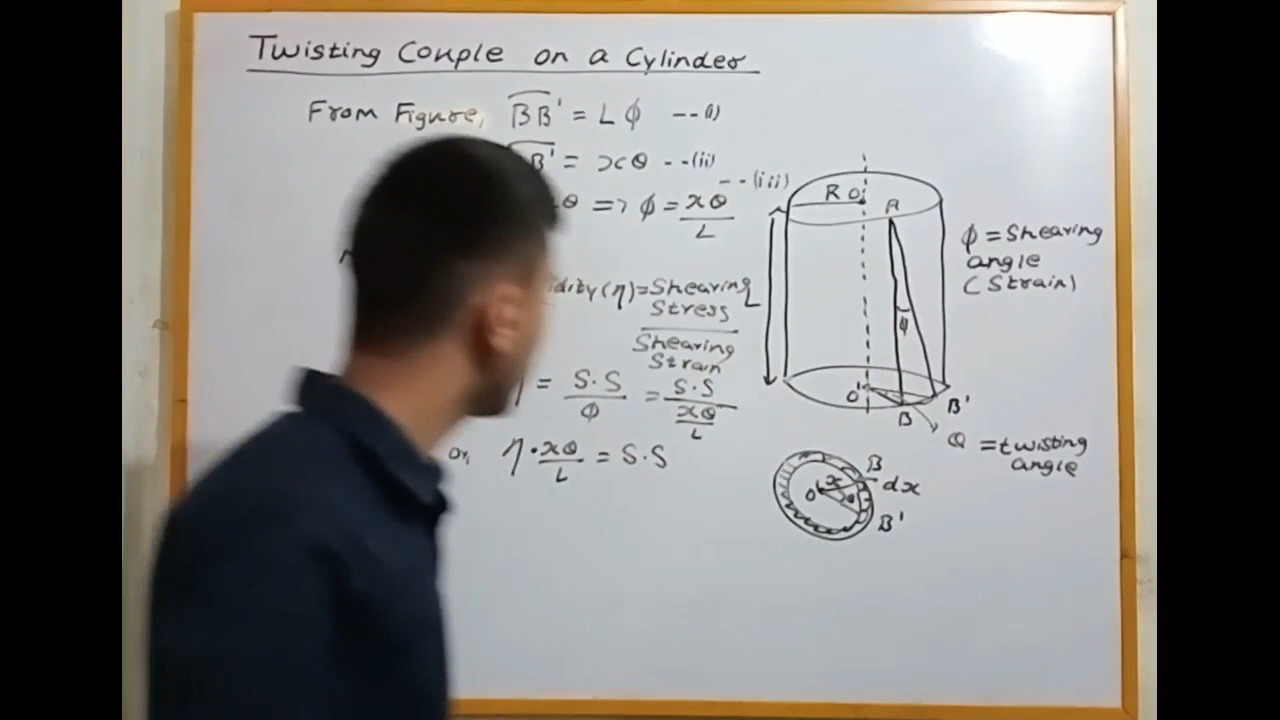 Twisting Couple on a Cylinder
From Figure, BB' = Lϕ --(i)
B' = xθ --(ii)
θ => ϕ = xθ/L --(iii)
idity(η) = Shearing Stress / Shearing Strain
η = S.S/ϕ = S.S/(xθ/L)
or, η.xθ/L = S.S
R O A
L
ϕ
ϕ = Shearing
angle
(Strain)
O' B B'
θ = twisting
angle
B
O x θ dx
B'